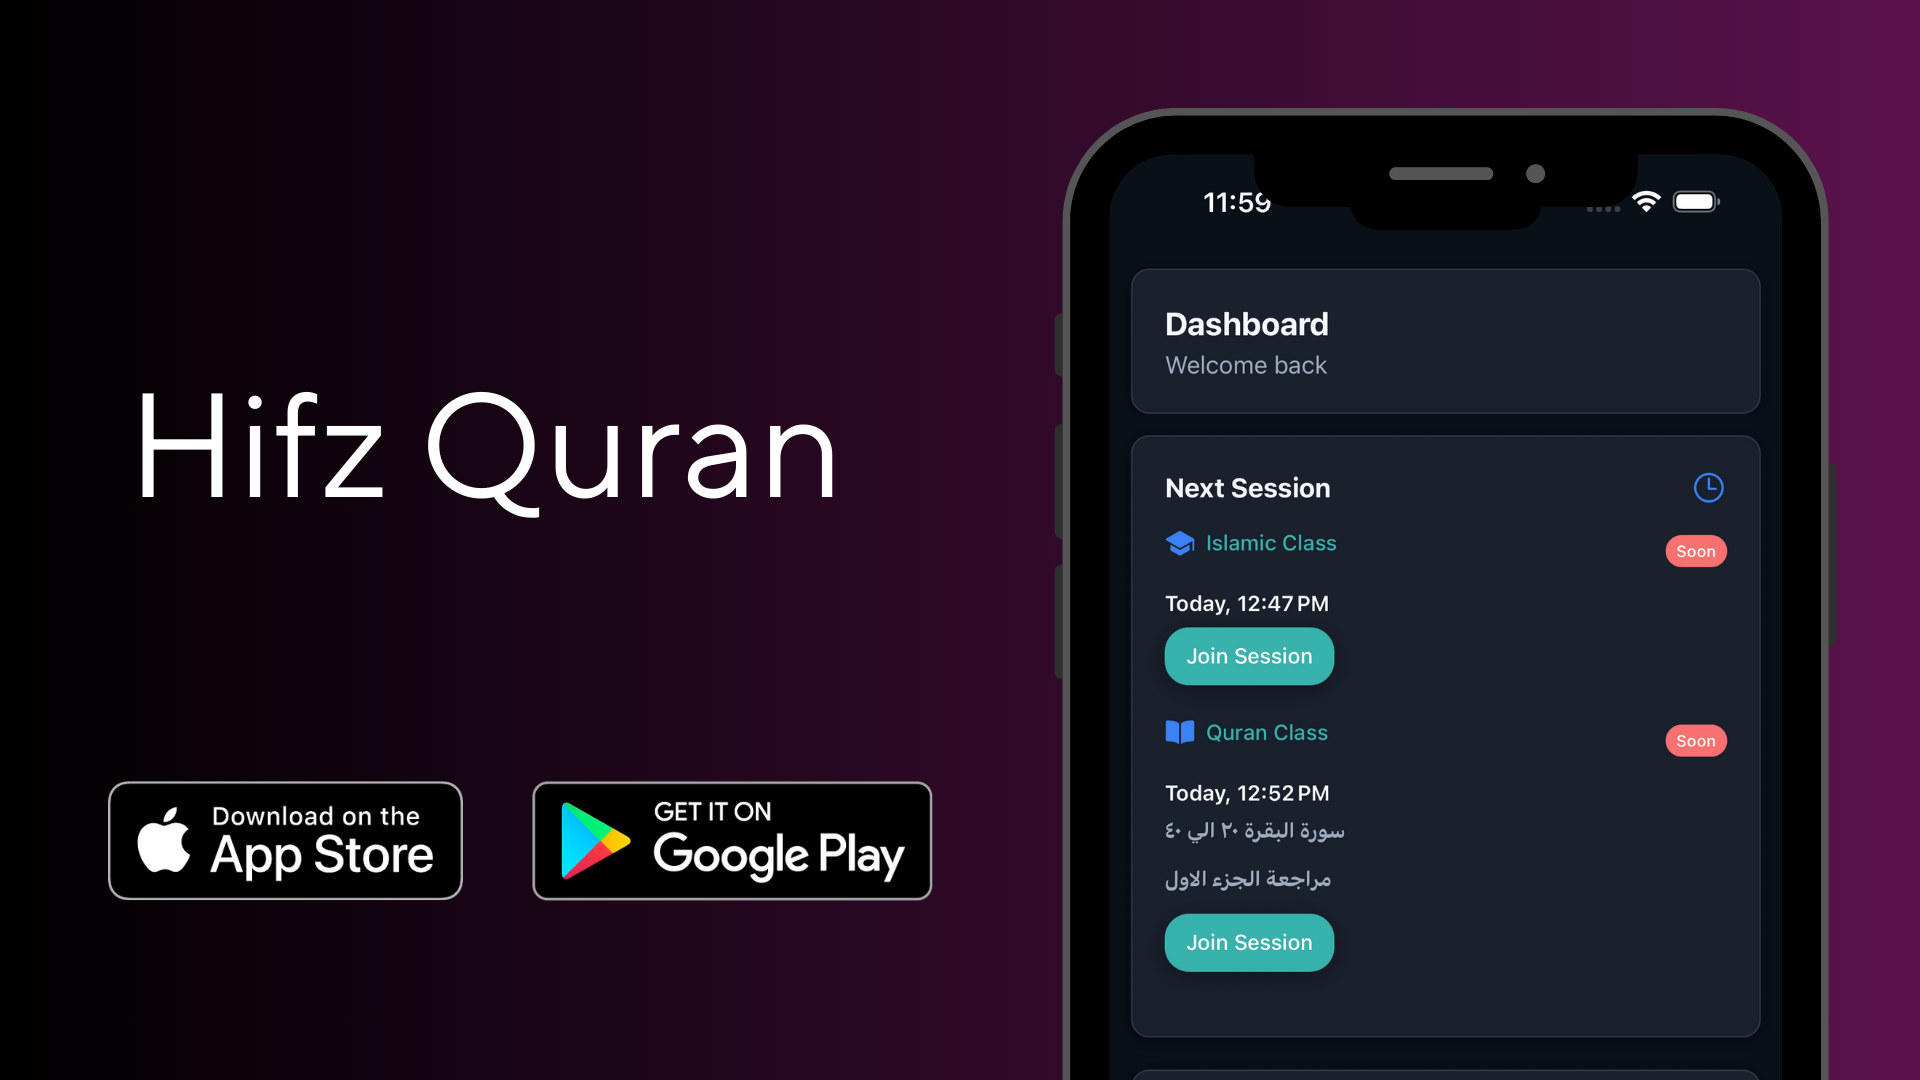 Hifz Quran
Download on the
App Store
GET IT ON
Google Play
11:59
Dashboard
Welcome back
Next Session
Islamic Class
Soon
Today, 12:47 PM
Join Session
Quran Class
Soon
Today, 12:52 PM
سورة البقرة ٢٠ الي ٤٠
مراجعة الجزء الاول
Join Session